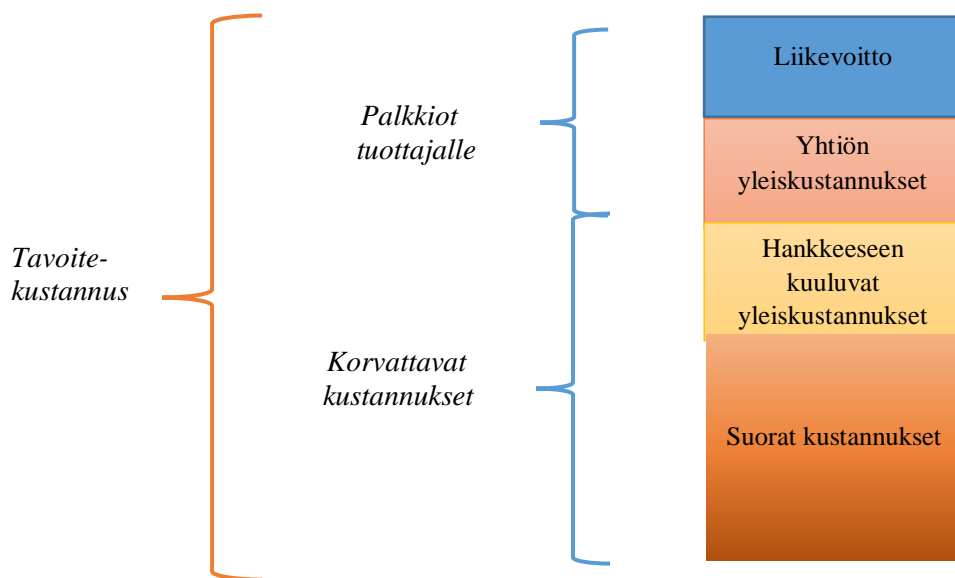 Tavoite-
kustannus
Palkkiot
tuottajalle
Korvattavat
kustannukset
Liikevoitto
Yhtiön
yleiskustannukset
Hankkeeseen
kuuluvat
yleiskustannukset
Suorat kustannukset